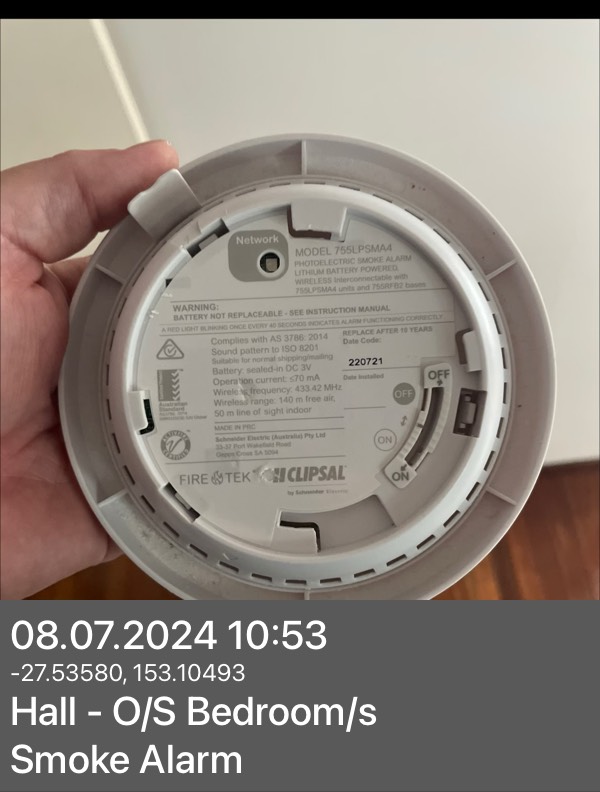 Network
MODEL 755LPSMA4
PHOTOELECTRIC SMOKE ALARM
LITHIUM BATTERY POWERED,
WIRELESS Interconnectable with
755LPSMA4 units and 755RFB2 bases
WARNING:
BATTERY NOT REPLACEABLE - SEE INSTRUCTION MANUAL
A RED LIGHT BLINKING ONCE EVERY 40 SECONDS INDICATES ALARM FUNCTIONING CORRECTLY
Complies with AS 3786: 2014
Sound pattern to ISO 8201
Suitable for normal shipping/mailing
Battery: sealed-in DC 3V
Operation current: ≤70 mA
Wireless frequency: 433.42 MHz
Wireless range: 140 m free air,
50 m line of sight indoor
REPLACE AFTER 10 YEARS
Date Code:
220721
Date Installed
OFF
OFF
ON
ON
Australian
Standard
MADE IN PRC
Schneider Electric (Australia) Pty Ltd
33-37 Port Wakefield Road
Gepps Cross SA 5094
FIRE TEK
CLIPSAL
by Schneider Electric
08.07.2024 10:53
-27.53580, 153.10493
Hall - O/S Bedroom/s
Smoke Alarm